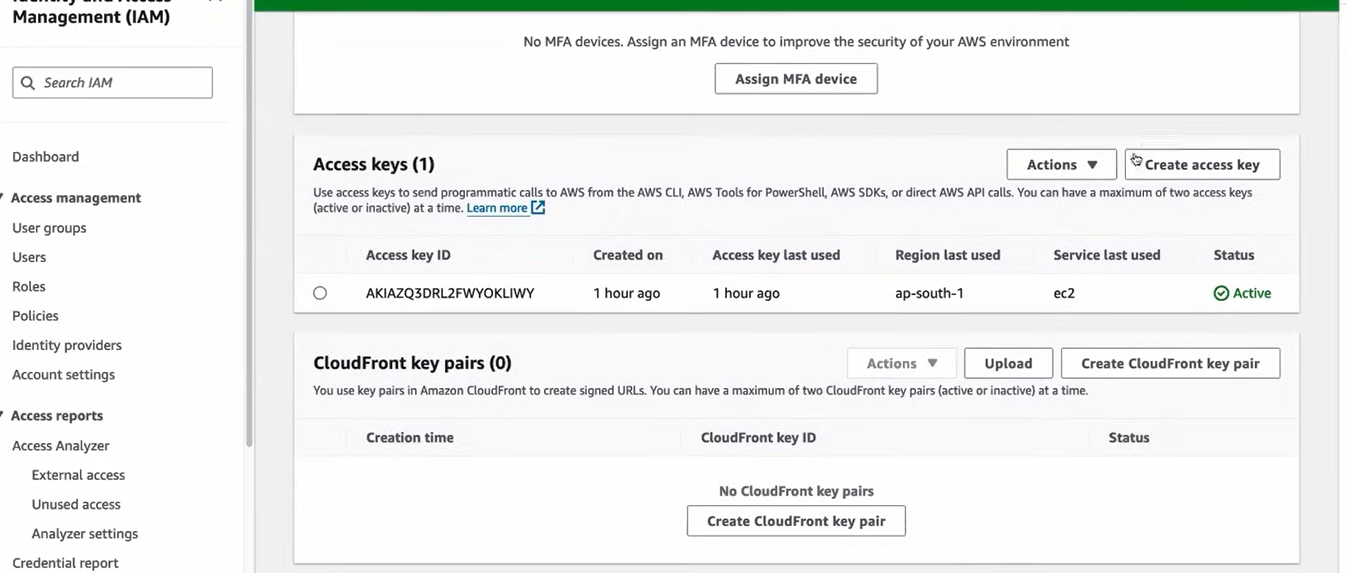 Identity and Access
Management (IAM)
Search IAM
Dashboard
Access management
User groups
Users
Roles
Policies
Identity providers
Account settings
Access reports
Access Analyzer
External access
Unused access
Analyzer settings
Credential report
No MFA devices. Assign an MFA device to improve the security of your AWS environment
Assign MFA device
Access keys (1)
Actions
Create access key
Use access keys to send programmatic calls to AWS from the AWS CLI, AWS Tools for PowerShell, AWS SDKs, or direct AWS API calls. You can have a maximum of two access keys
(active or inactive) at a time. Learn more
Access key ID Created on Access key last used Region last used Service last used Status
AKIAZQ3DRL2FWYOKLIWY 1 hour ago 1 hour ago ap-south-1 ec2 Active
CloudFront key pairs (0)
Actions
Upload
Create CloudFront key pair
You use key pairs in Amazon CloudFront to create signed URLs. You can have a maximum of two CloudFront key pairs (active or inactive) at a time.
Creation time CloudFront key ID Status
No CloudFront key pairs
Create CloudFront key pair